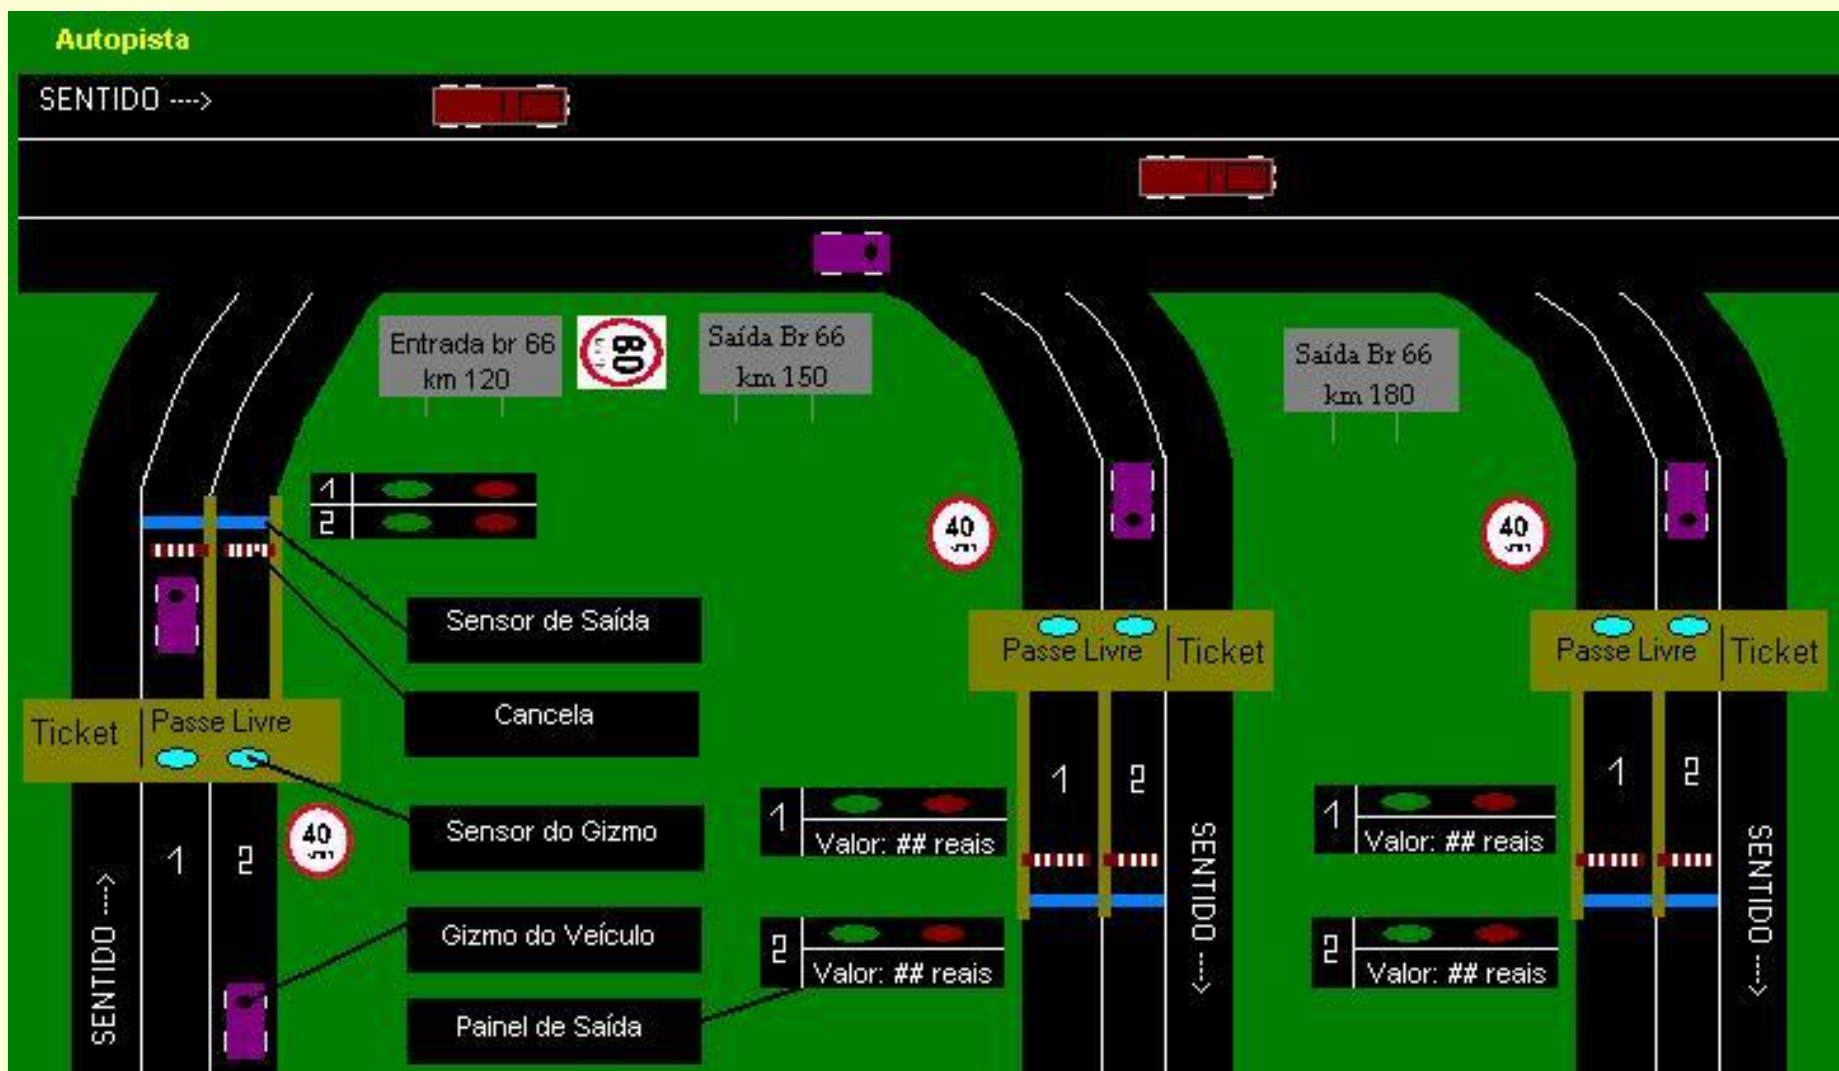 Autopista
SENTIDO ---->
Entrada br 66
km 120
80
Saída Br 66
km 150
Saída Br 66
km 180
1
2
40
40
Sensor de Saída
Cancela
Sensor do Gizmo
Gizmo do Veículo
Painel de Saída
Ticket
Passe Livre
40
1
2
SENTIDO ---->
Passe Livre
Ticket
1
2
1
Valor: ## reais
2
Valor: ## reais
SENTIDO ---->
Passe Livre
Ticket
1
2
1
Valor: ## reais
2
Valor: ## reais
SENTIDO ---->